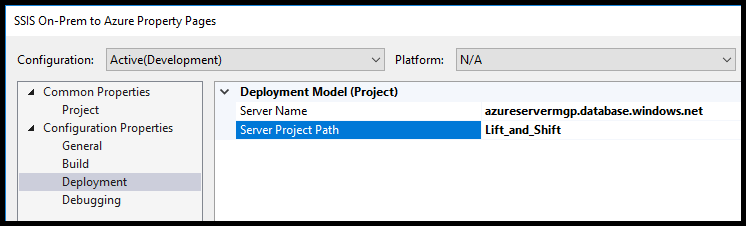 SSIS On-Prem to Azure Property Pages
Configuration: Active(Development) Platform: N/A
Common Properties
Project
Configuration Properties
General
Build
Deployment
Debugging
Deployment Model (Project)
Server Name azureservermgp.database.windows.net
Server Project Path Lift_and_Shift